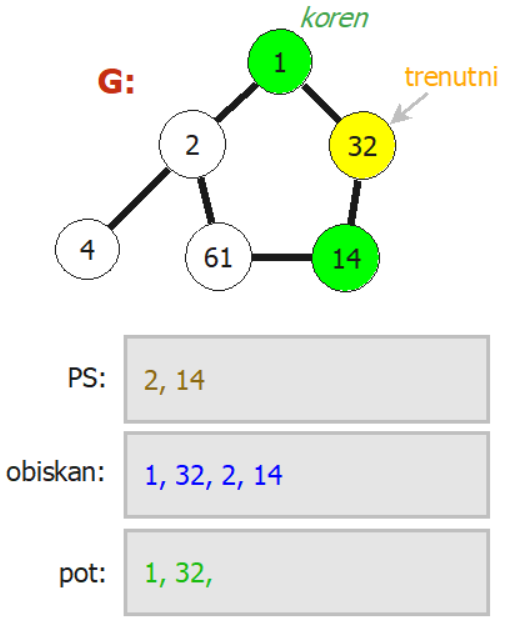 koren
1
G:
trenutni
2
32
4
61
14
PS:
2, 14
obiskan:
1, 32, 2, 14
pot:
1, 32,